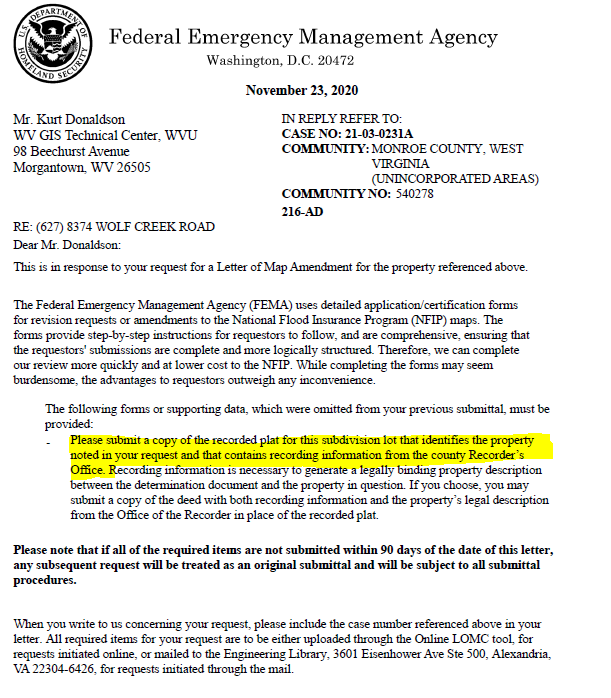 U.S. DEPARTMENT OF HOMELAND SECURITY
Federal Emergency Management Agency
Washington, D.C. 20472
November 23, 2020
Mr. Kurt Donaldson
WV GIS Technical Center, WVU
98 Beechurst Avenue
Morgantown, WV 26505
IN REPLY REFER TO:
CASE NO: 21-03-0231A
COMMUNITY: MONROE COUNTY, WEST
VIRGINIA
(UNINCORPORATED AREAS)
COMMUNITY NO: 540278
216-AD
RE: (627) 8374 WOLF CREEK ROAD
Dear Mr. Donaldson:
This is in response to your request for a Letter of Map Amendment for the property referenced above.
The Federal Emergency Management Agency (FEMA) uses detailed application/certification forms
for revision requests or amendments to the National Flood Insurance Program (NFIP) maps. The
forms provide step-by-step instructions for requestors to follow, and are comprehensive, ensuring that
the requestors' submissions are complete and more logically structured. Therefore, we can complete
our review more quickly and at lower cost to the NFIP. While completing the forms may seem
burdensome, the advantages to requestors outweigh any inconvenience.
The following forms or supporting data, which were omitted from your previous submittal, must be
provided:
- Please submit a copy of the recorded plat for this subdivision lot that identifies the property
noted in your request and that contains recording information from the county Recorder's
Office. Recording information is necessary to generate a legally binding property description
between the determination document and the property in question. If you choose, you may
submit a copy of the deed with both recording information and the property's legal description
from the Office of the Recorder in place of the recorded plat.
Please note that if all of the required items are not submitted within 90 days of the date of this letter,
any subsequent request will be treated as an original submittal and will be subject to all submittal
procedures.
When you write to us concerning your request, please include the case number referenced above in your
letter. All required items for your request are to be either uploaded through the Online LOMC tool, for
requests initiated online, or mailed to the Engineering Library, 3601 Eisenhower Ave Ste 500, Alexandria,
VA 22304-6426, for requests initiated through the mail.